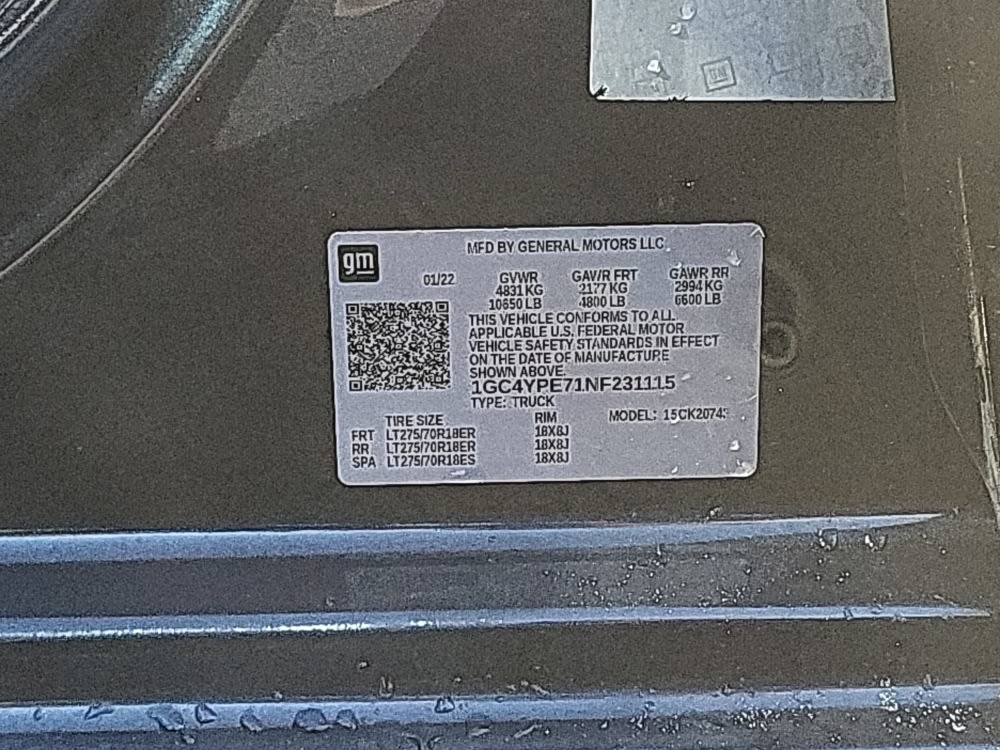 MFD BY GENERAL MOTORS LLC
gm
01/22 GVWR GAWR FRT GAWR RR
4831 KG 2177 KG 2994 KG
10650 LB 4800 LB 6600 LB
THIS VEHICLE CONFORMS TO ALL
APPLICABLE U.S. FEDERAL MOTOR
VEHICLE SAFETY STANDARDS IN EFFECT
ON THE DATE OF MANUFACTURE
SHOWN ABOVE.
1GC4YPE71NF231115
TYPE: TRUCK
TIRE SIZE RIM MODEL: 15CK20743
FRT LT275/70R18ER 18X8J
RR LT275/70R18ER 18X8J
SPA LT275/70R18ES 18X8J
GM